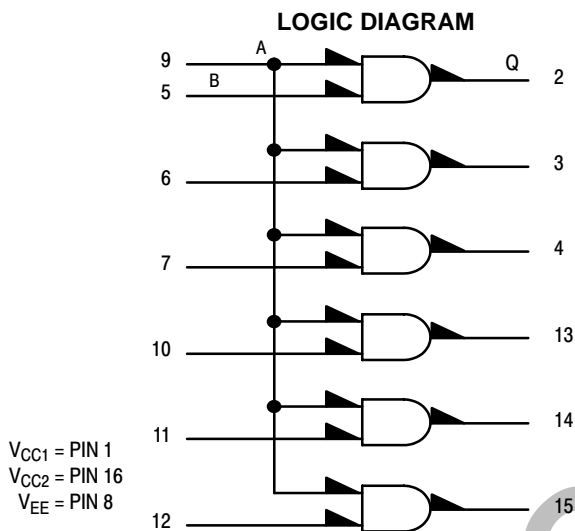 LOGIC DIAGRAM
9 A Q 2
5 B
3
6
4
7
13
10
14
11
VCC1 = PIN 1
VCC2 = PIN 16
VEE = PIN 8
15
12